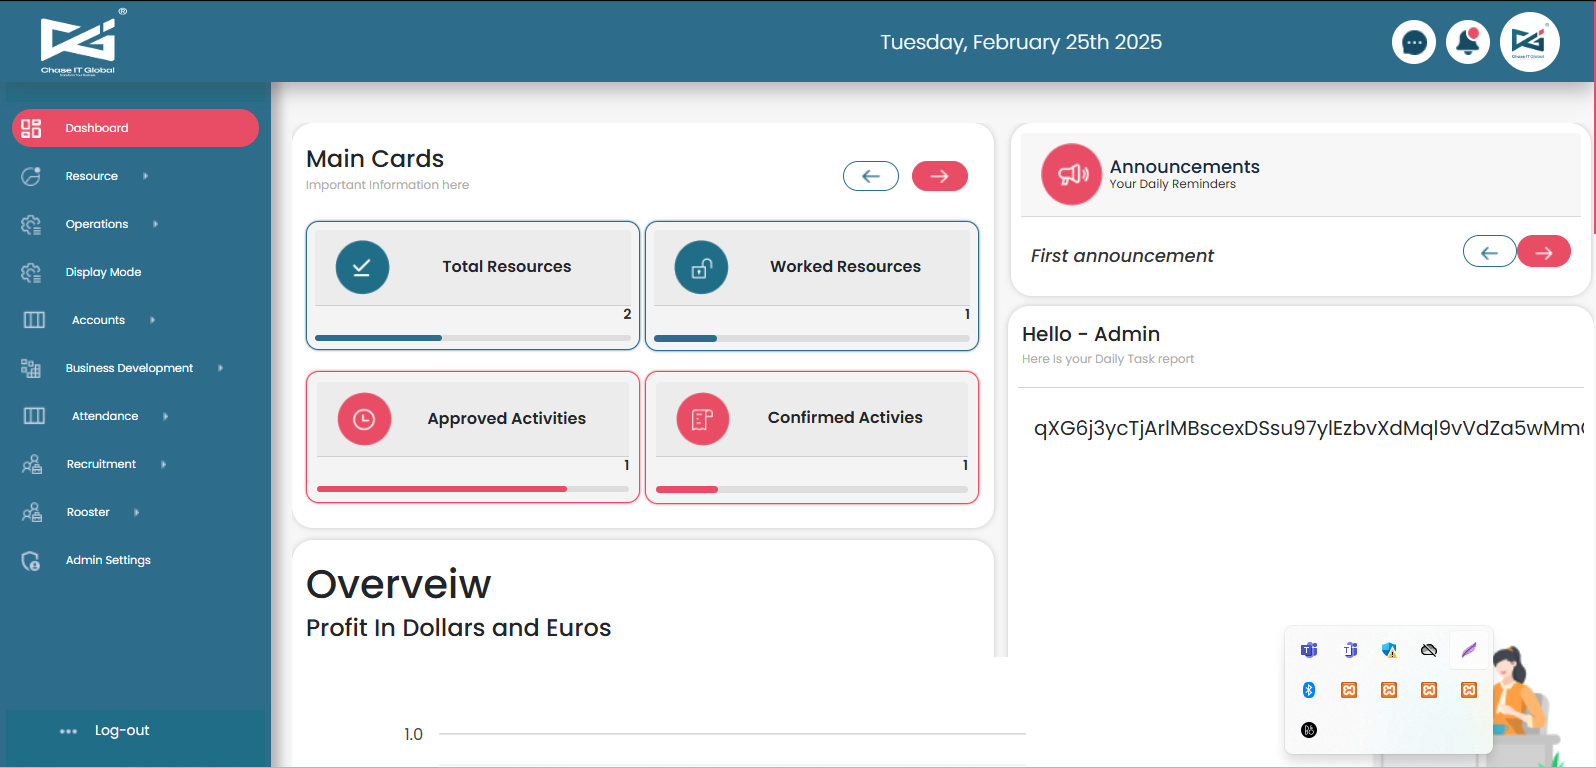 ®
Chase IT Global
Tuesday, February 25th 2025
Dashboard
Resource
Operations
Display Mode
Accounts
Business Development
Attendance
Recruitment
Rooster
Admin Settings
Log-out
Main Cards
Important Information here
Total Resources
2
Worked Resources
1
Approved Activities
1
Confirmed Activies
1
Overveiw
Profit In Dollars and Euros
1.0
Announcements
Your Daily Reminders
First announcement
Hello - Admin
Here Is your Daily Task report